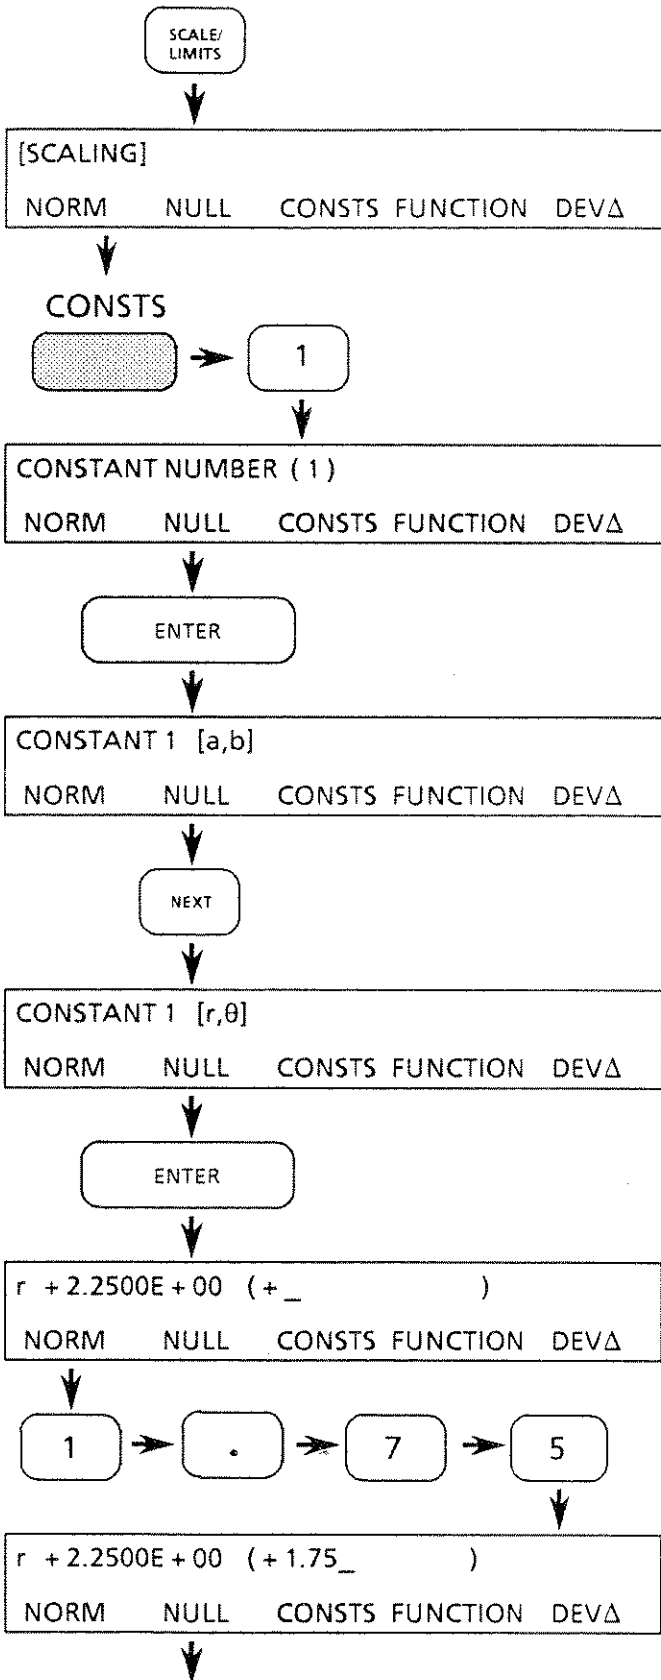 SCALE/
LIMITS
[SCALING]
NORM NULL CONSTS FUNCTION DEVΔ
CONSTS
1
CONSTANT NUMBER (1)
NORM NULL CONSTS FUNCTION DEVΔ
ENTER
CONSTANT 1 [a,b]
NORM NULL CONSTS FUNCTION DEVΔ
NEXT
CONSTANT 1 [r,θ]
NORM NULL CONSTS FUNCTION DEVΔ
ENTER
r +2.2500E+00 (+_ )
NORM NULL CONSTS FUNCTION DEVΔ
1 . 7 5
r +2.2500E+00 (+1.75_ )
NORM NULL CONSTS FUNCTION DEVΔ